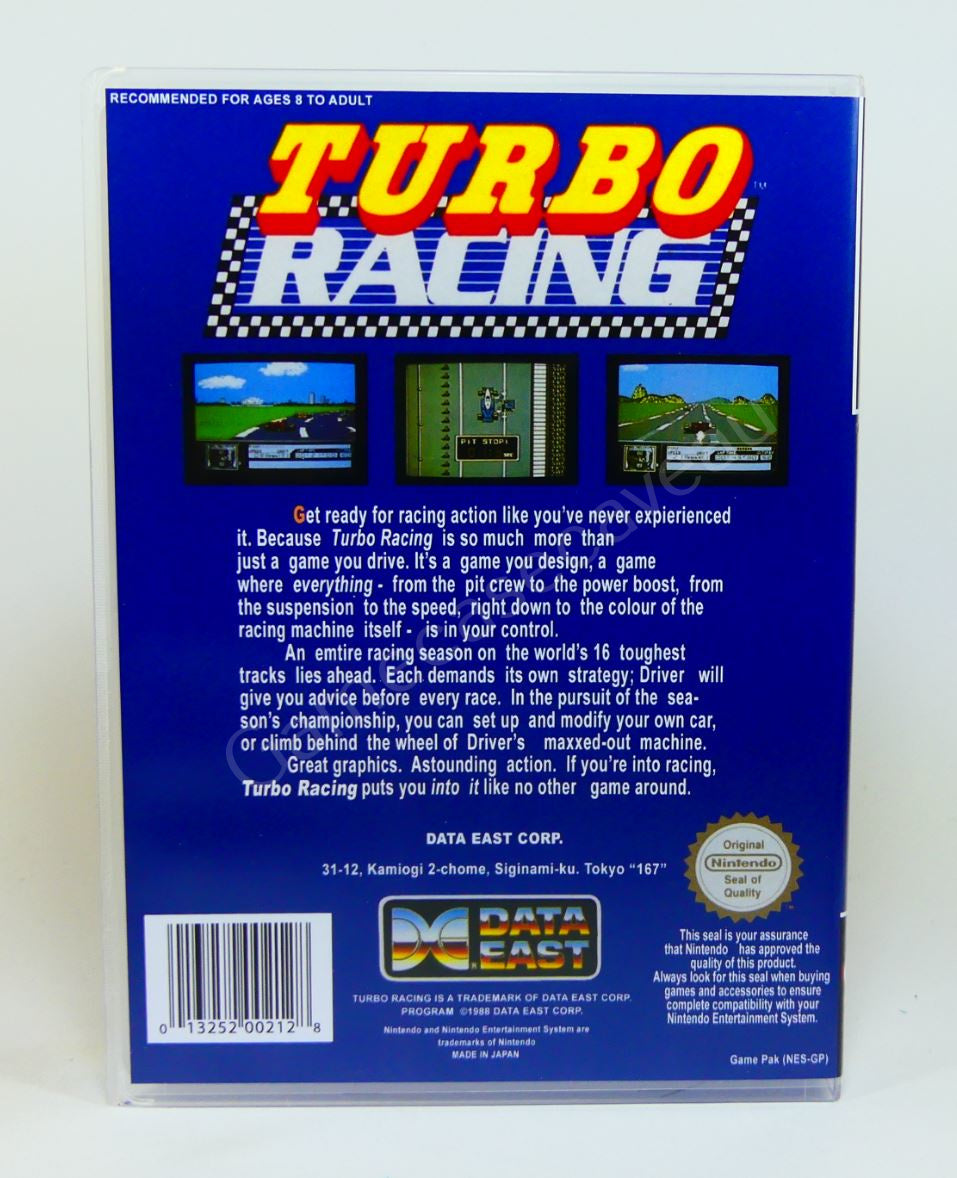 RECOMMENDED FOR AGES 8 TO ADULT
TURBO
TM
RACING
PIT STOP!
SEC
Get ready for racing action like you've never expierienced
it. Because Turbo Racing is so much more than
just a game you drive. It's a game you design, a game
where everything - from the pit crew to the power boost, from
the suspension to the speed, right down to the colour of the
racing machine itself - is in your control.
An emtire racing season on the world's 16 toughest
tracks lies ahead. Each demands its own strategy; Driver will
give you advice before every race. In the pursuit of the sea-
son's championship, you can set up and modify your own car,
or climb behind the wheel of Driver's maxxed-out machine.
Great graphics. Astounding action. If you're into racing,
Turbo Racing puts you into it like no other game around.
Gamecasecave.eu
DATA EAST CORP.
31-12, Kamiogi 2-chome, Siginami-ku. Tokyo "167"
Original
Nintendo
Seal of
Quality
DATA
EAST
This seal is your assurance
that Nintendo has approved the
quality of this product.
Always look for this seal when buying
games and accessories to ensure
complete compatibility with your
Nintendo Entertainment System.
0 13252 00212 8
TURBO RACING IS A TRADEMARK OF DATA EAST CORP.
PROGRAM ©1988 DATA EAST CORP.
Nintendo and Nintendo Entertainment System are
trademarks of Nintendo
MADE IN JAPAN
Game Pak (NES-GP)